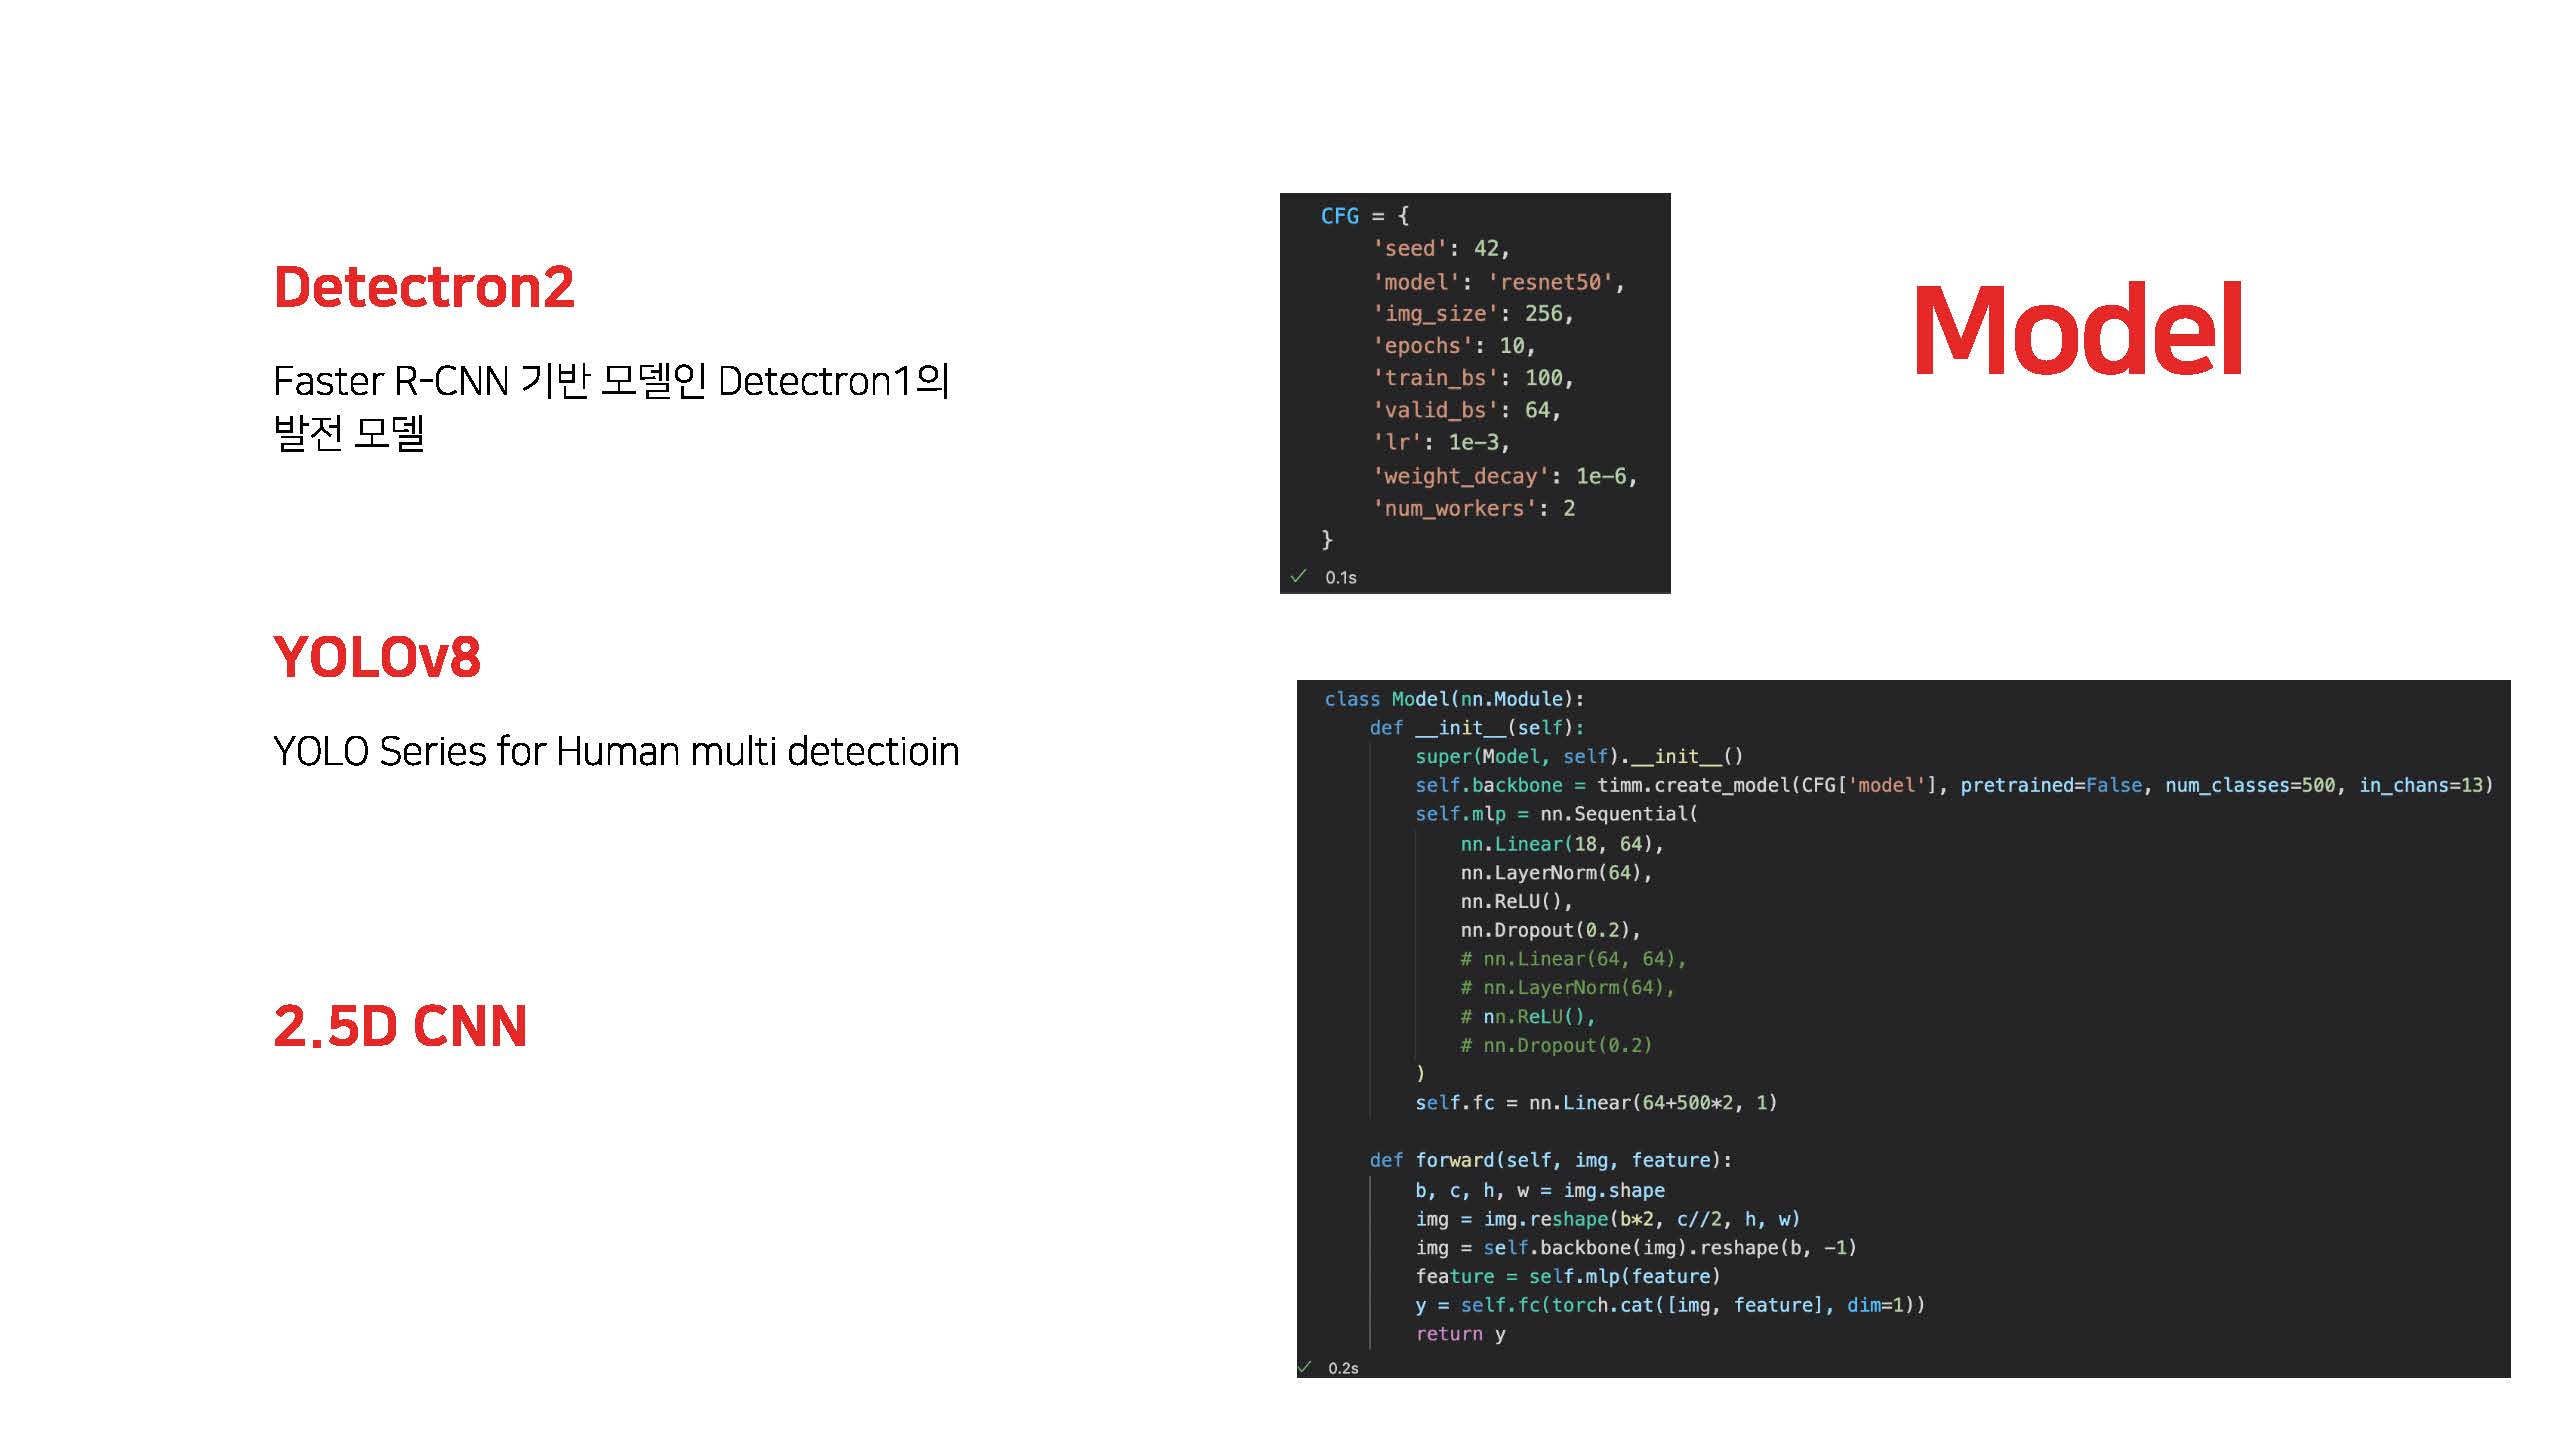 Model
Detectron2
Faster R-CNN 기반 모델인 Detectron1의
발전 모델
YOLOv8
YOLO Series for Human multi detectioin
2.5D CNN
CFG = {
'seed': 42,
'model': 'resnet50',
'img_size': 256,
'epochs': 10,
'train_bs': 100,
'valid_bs': 64,
'lr': 1e-3,
'weight_decay': 1e-6,
'num_workers': 2
}
0.1s
class Model(nn.Module):
def __init__(self):
super(Model, self).__init__()
self.backbone = timm.create_model(CFG['model'], pretrained=False, num_classes=500, in_chans=13)
self.mlp = nn.Sequential(
nn.Linear(18, 64),
nn.LayerNorm(64),
nn.ReLU(),
nn.Dropout(0.2),
# nn.Linear(64, 64),
# nn.LayerNorm(64),
# nn.ReLU(),
# nn.Dropout(0.2)
)
self.fc = nn.Linear(64+500*2, 1)
def forward(self, img, feature):
b, c, h, w = img.shape
img = img.reshape(b*2, c//2, h, w)
img = self.backbone(img).reshape(b, -1)
feature = self.mlp(feature)
y = self.fc(torch.cat([img, feature], dim=1))
return y
0.2s